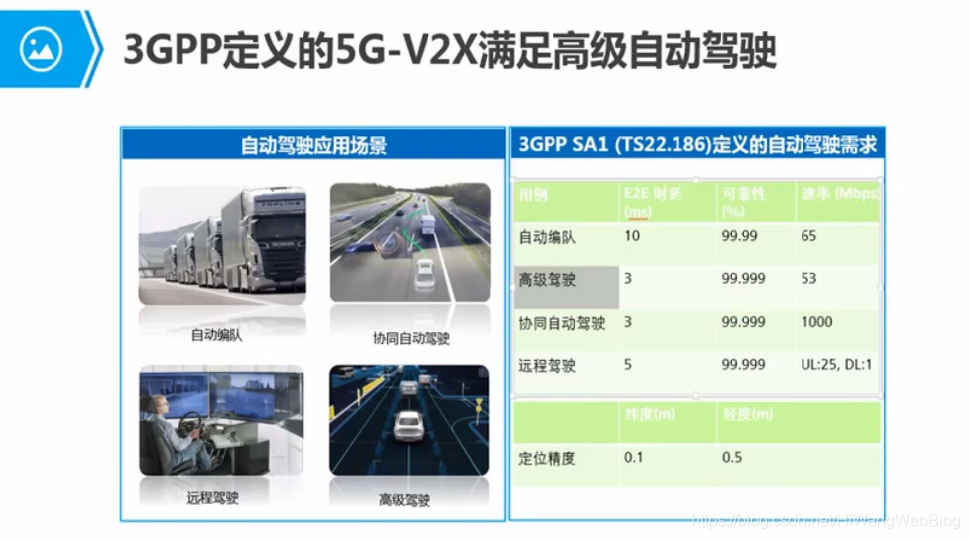 3GPP定义的5G-V2X满足高级自动驾驶
自动驾驶应用场景
自动编队
协同自动驾驶
远程驾驶
高级驾驶
3GPP SA1 (TS22.186)定义的自动驾驶需求
用例 E2E 时延 (ms) 可靠性 (%) 速率 (Mbps)
自动编队 10 99.99 65
高级驾驶 3 99.999 53
协同自动驾驶 3 99.999 1000
远程驾驶 5 99.999 UL:25, DL:1
纬度(m) 经度(m)
定位精度 0.1 0.5
https://blog.csdn.net/HiWangWenBing